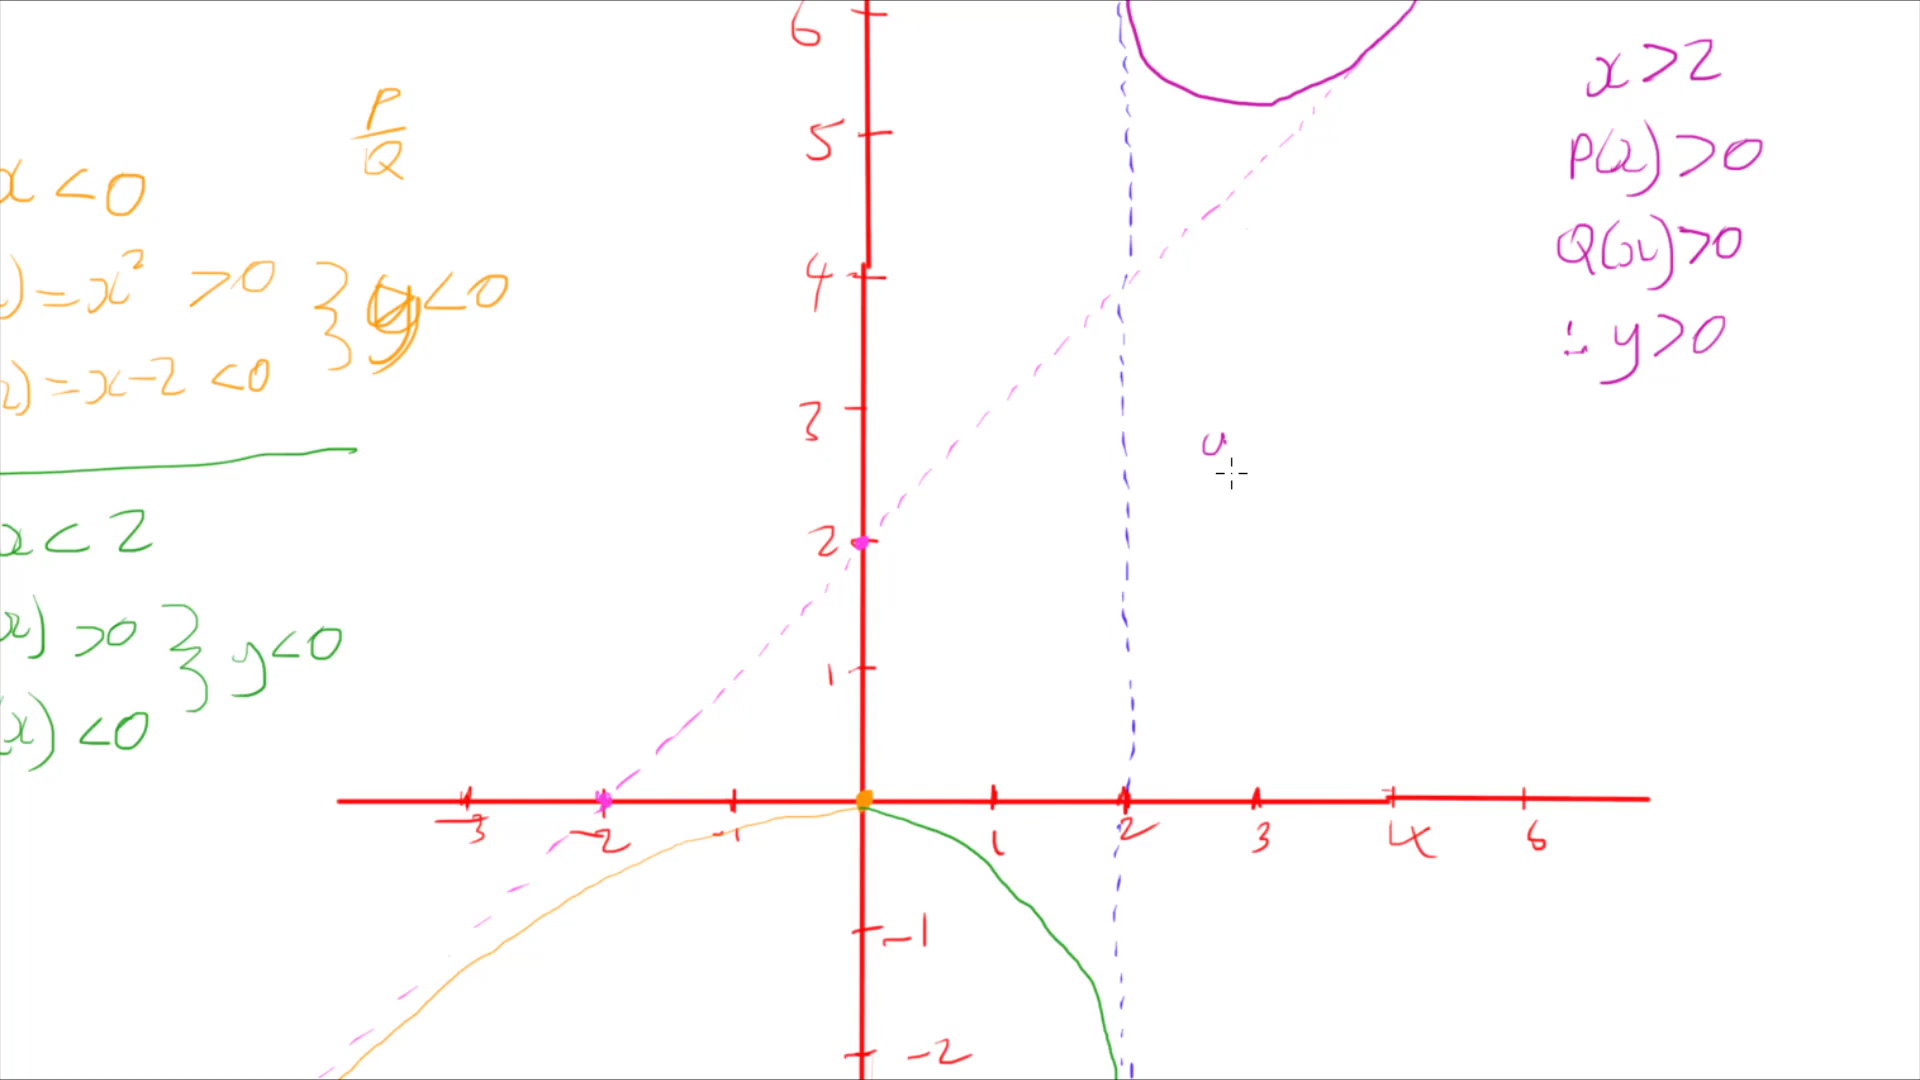 P
Q
x < 0
) = x² > 0 } y < 0
x) = x-2 < 0
x < 2
x) > 0 } y < 0
(x) < 0
6
5
4
3
2
1
-1
-2
-3 -2 -1 1 2 3 4 6
x > 2
P(x) > 0
Q(x) > 0
∴ y > 0